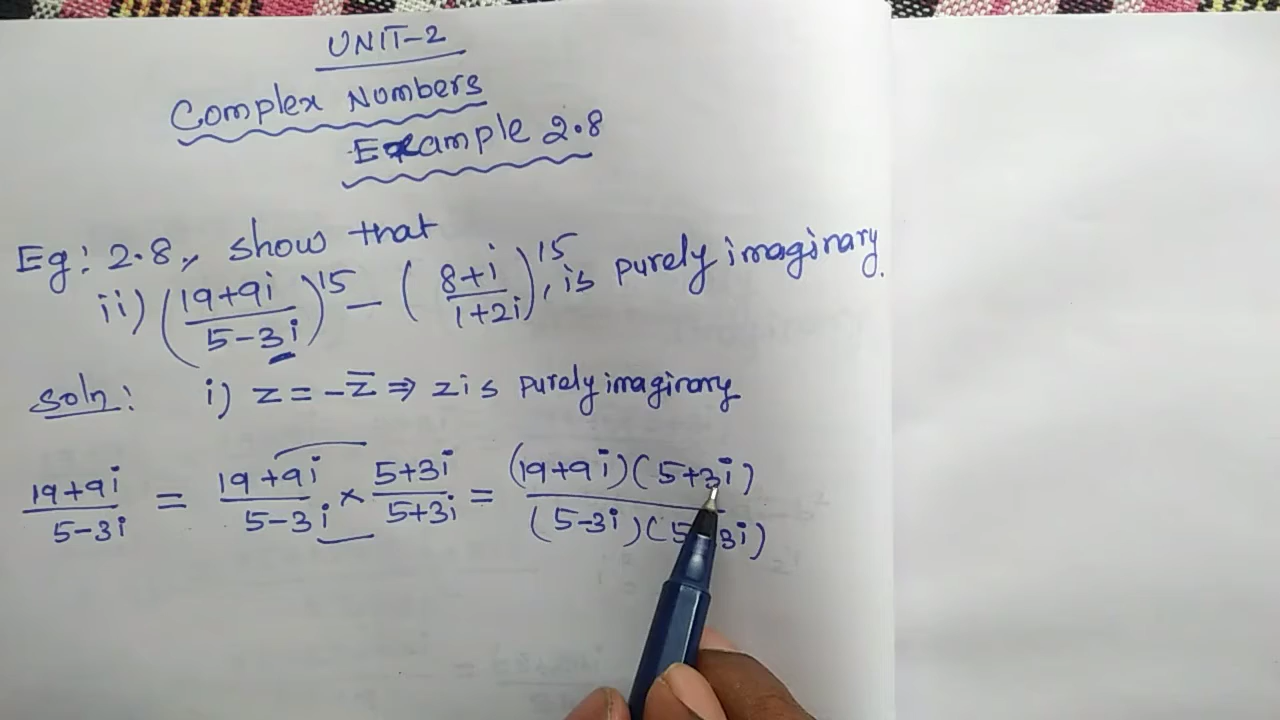 UNIT-2
Complex Numbers
Example 2.8
Eg: 2.8, show that
ii) (19+9i / 5-3i)^15 - (8+i / 1+2i)^15, is purely imaginary.
Soln: i) z = -z̅ ⇒ z is purely imaginary
19+9i / 5-3i = 19+9i / 5-3i × 5+3i / 5+3i = (19+9i)(5+3i) / (5-3i)(5+3i)